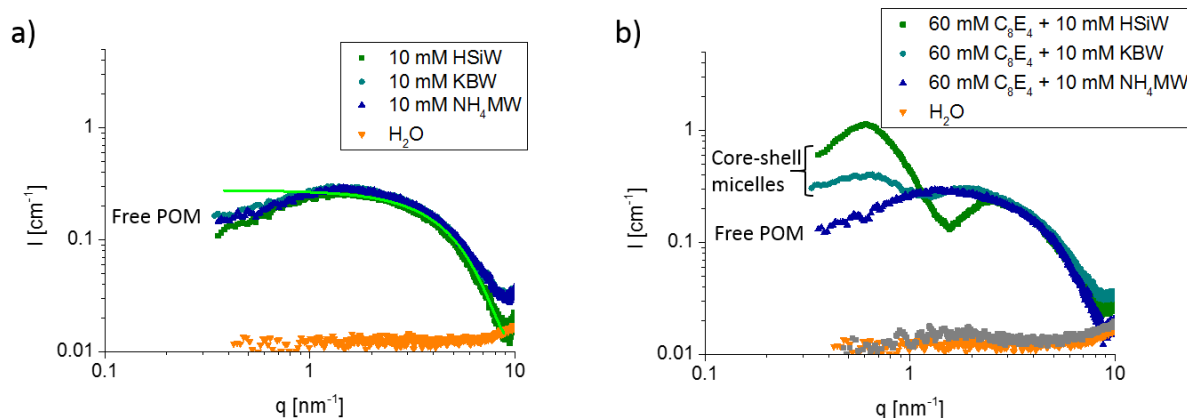 a)
10 mM HSiW
10 mM KBW
10 mM NH₄MW
H₂O
Free POM
I [cm⁻¹]
1
0.1
0.01
0.1
1
10
q [nm⁻¹]
b)
60 mM C₈E₄ + 10 mM HSiW
60 mM C₈E₄ + 10 mM KBW
60 mM C₈E₄ + 10 mM NH₄MW
H₂O
Core-shell
micelles
Free POM
I [cm⁻¹]
1
0.1
0.01
0.1
1
10
q [nm⁻¹]